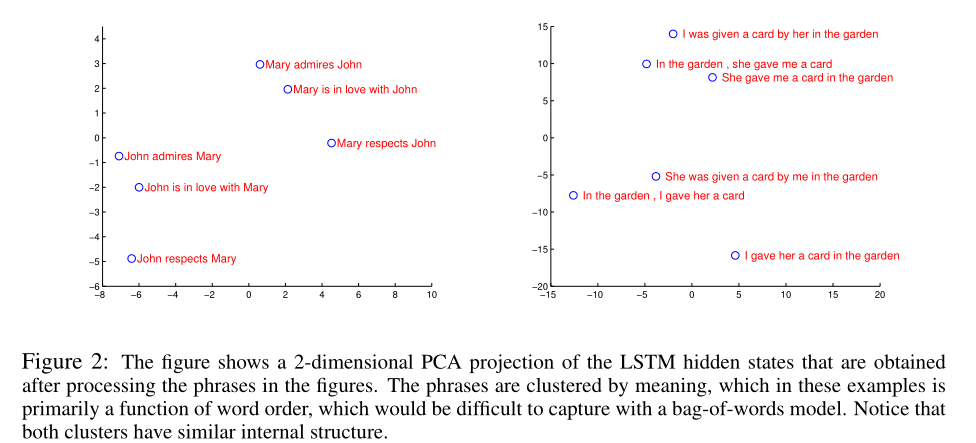 4
3
2
1
0
−1
−2
−3
−4
−5
−6
−8
−6
−4
−2
0
2
4
6
8
10
Mary admires John
Mary is in love with John
Mary respects John
John admires Mary
John is in love with Mary
John respects Mary
15
10
5
0
−5
−10
−15
−20
−15
−10
−5
0
5
10
15
20
I was given a card by her in the garden
In the garden , she gave me a card
She gave me a card in the garden
She was given a card by me in the garden
In the garden , I gave her a card
I gave her a card in the garden
Figure 2: The figure shows a 2-dimensional PCA projection of the LSTM hidden states that are obtained
after processing the phrases in the figures. The phrases are clustered by meaning, which in these examples is
primarily a function of word order, which would be difficult to capture with a bag-of-words model. Notice that
both clusters have similar internal structure.